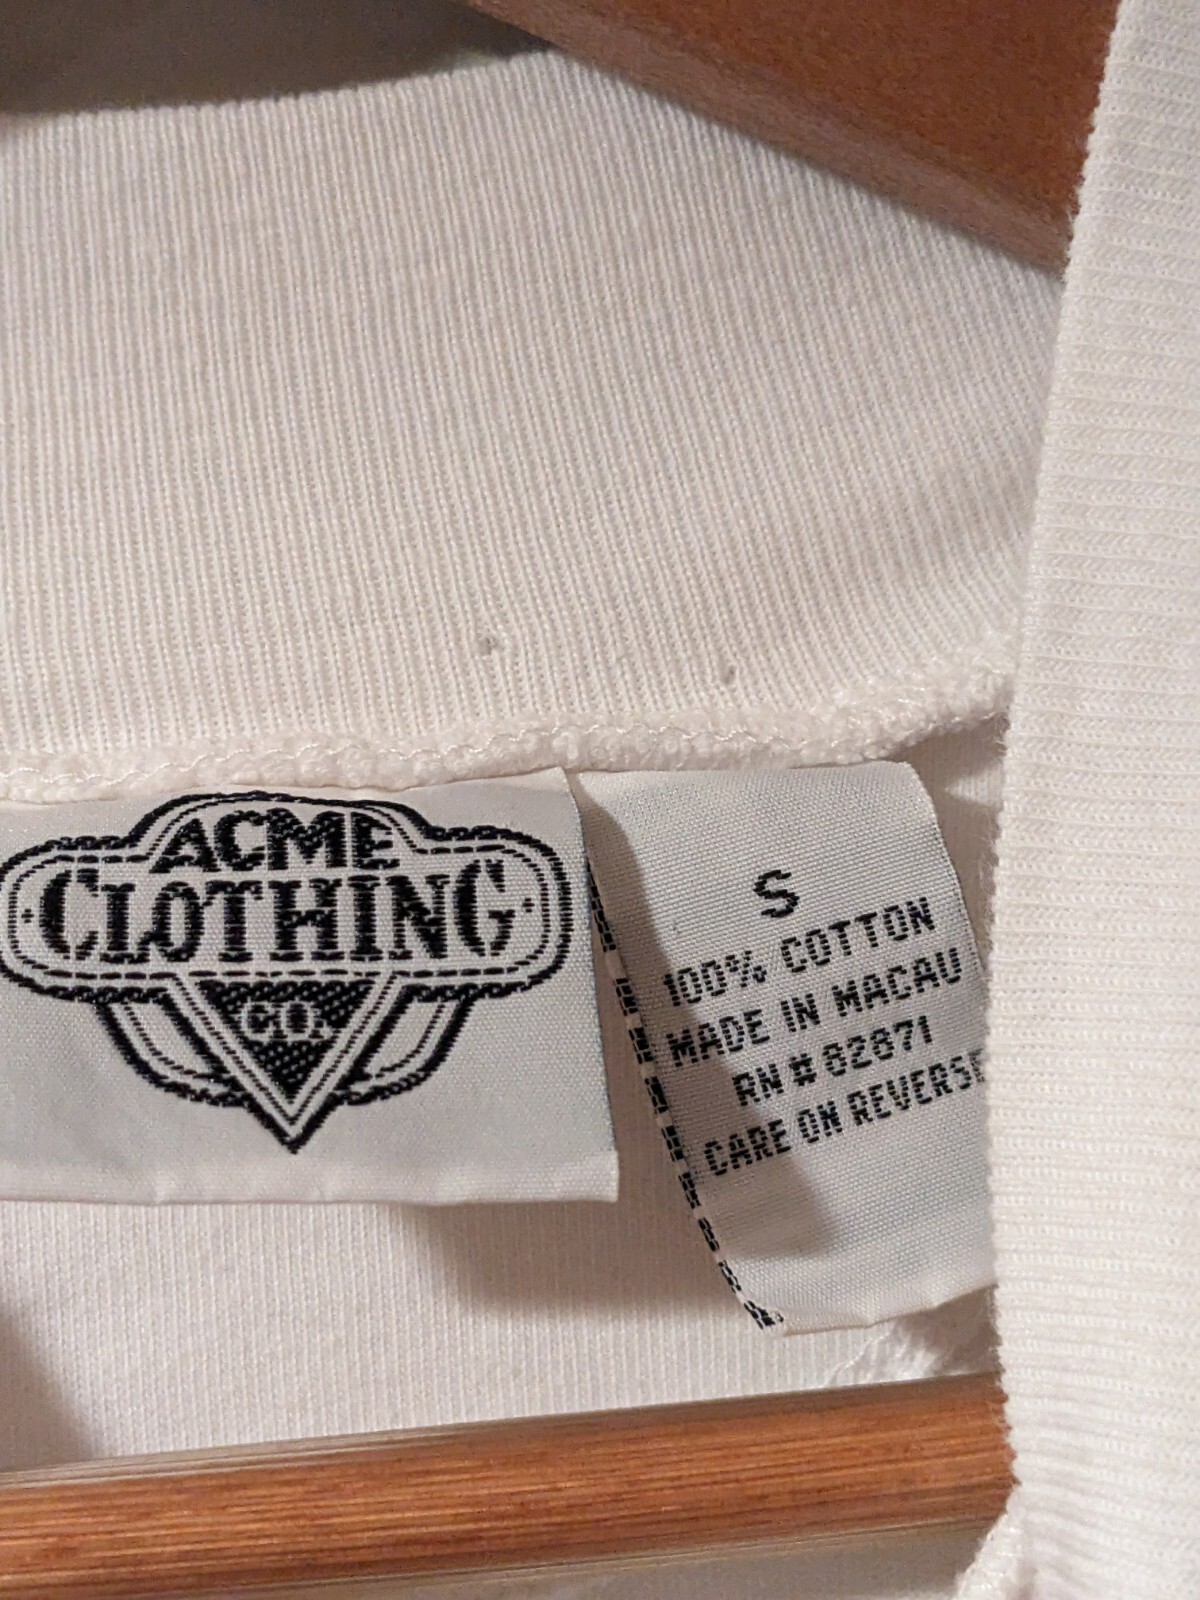 ACME
CLOTHING
CO.
S
100% COTTON
MADE IN MACAU
RN # 82871
CARE ON REVERSE